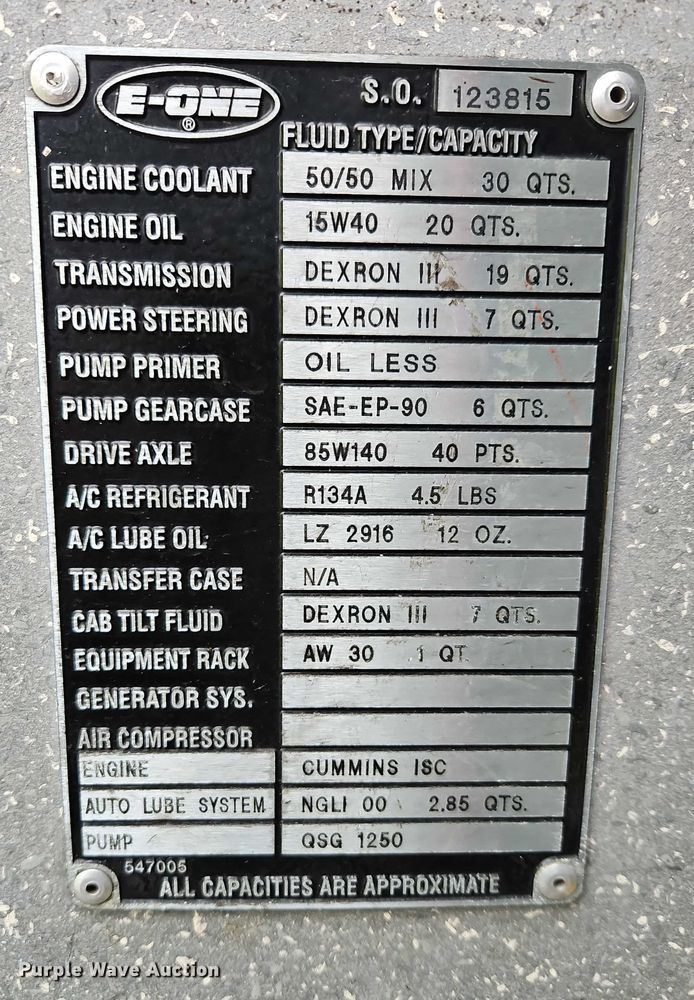 E-ONE ® S.O. 123815
FLUID TYPE/CAPACITY
ENGINE COOLANT 50/50 MIX 30 QTS.
ENGINE OIL 15W40 20 QTS.
TRANSMISSION DEXRON III 19 QTS.
POWER STEERING DEXRON III 7 QTS.
PUMP PRIMER OIL LESS
PUMP GEARCASE SAE-EP-90 6 QTS.
DRIVE AXLE 85W140 40 PTS.
A/C REFRIGERANT R134A 4.5 LBS
A/C LUBE OIL LZ 2916 12 OZ.
TRANSFER CASE N/A
CAB TILT FLUID DEXRON III 7 QTS.
EQUIPMENT RACK AW 30 1 QT
GENERATOR SYS.
AIR COMPRESSOR
ENGINE CUMMINS ISC
AUTO LUBE SYSTEM NGLI 00 2.85 QTS.
PUMP QSG 1250
547005
ALL CAPACITIES ARE APPROXIMATE
Purple Wave Auction